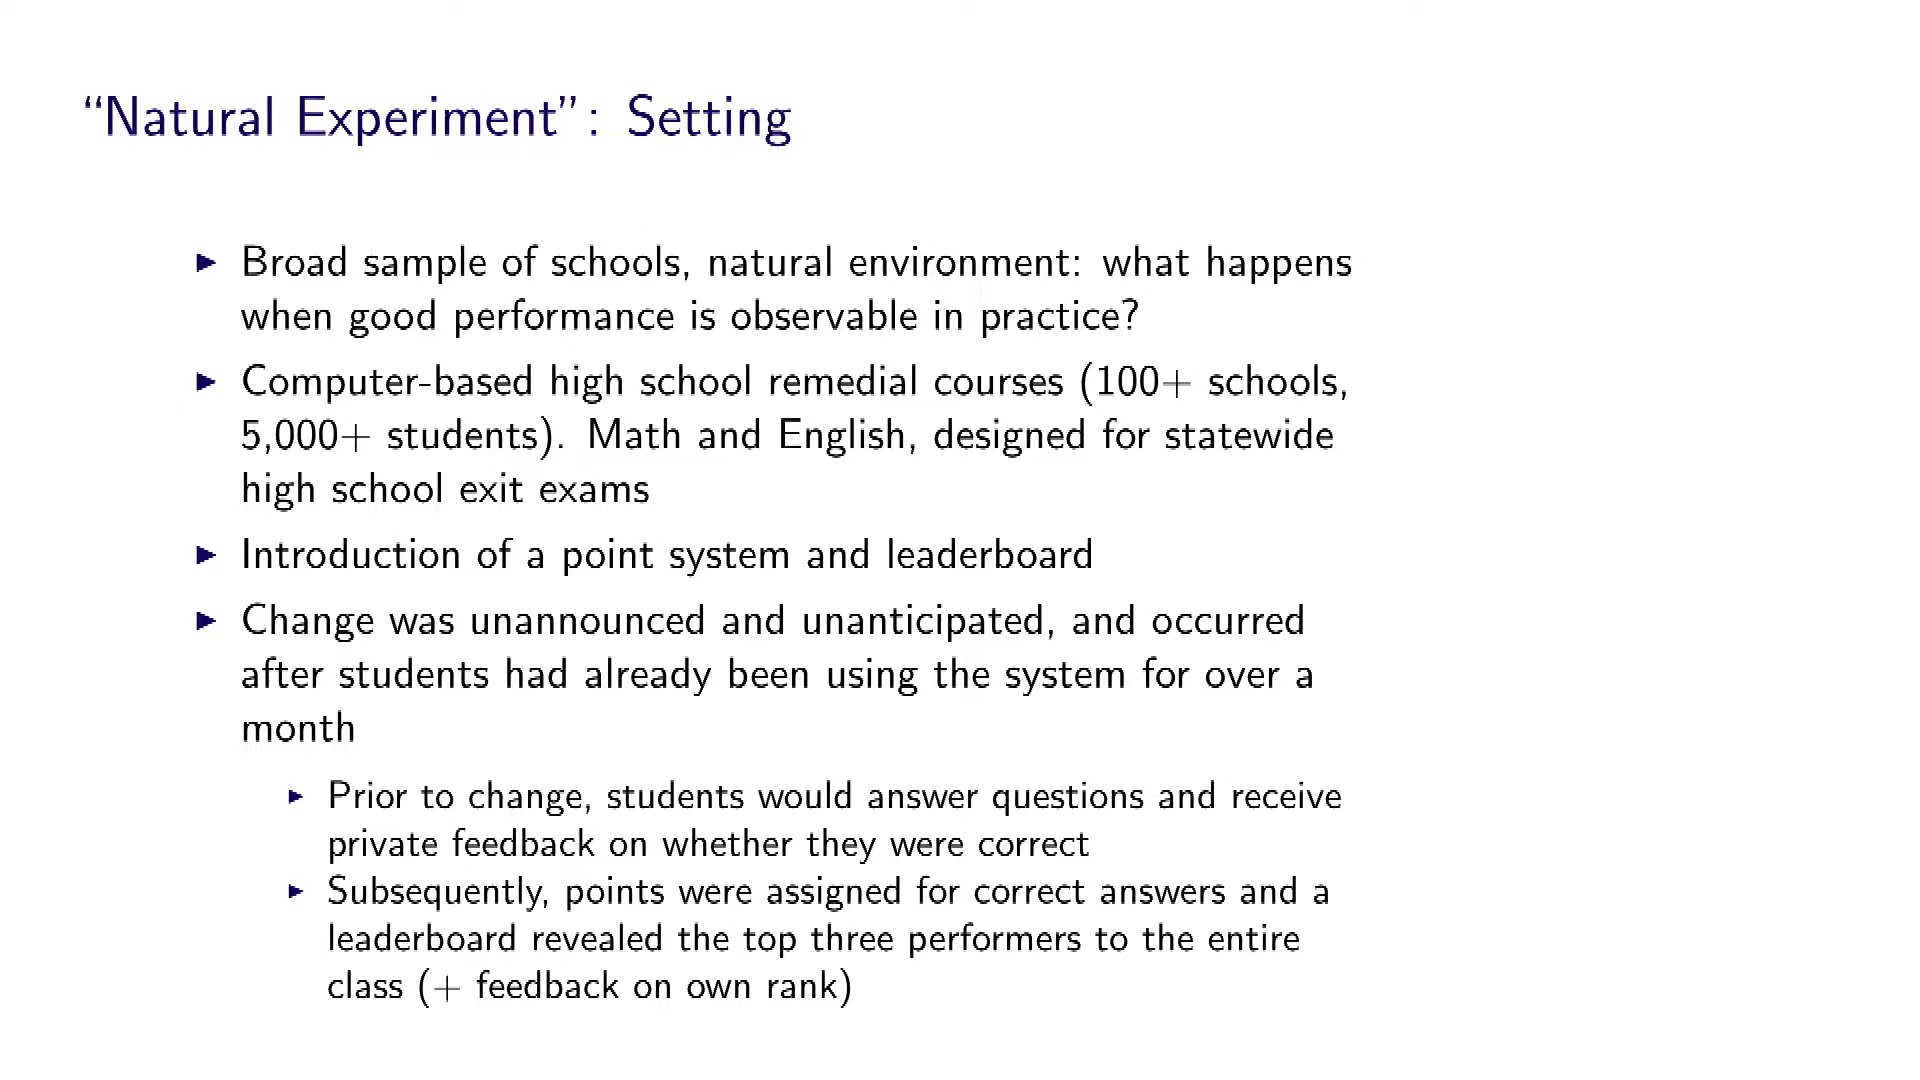 “Natural Experiment”: Setting
▶ Broad sample of schools, natural environment: what happens
when good performance is observable in practice?
▶ Computer-based high school remedial courses (100+ schools,
5,000+ students). Math and English, designed for statewide
high school exit exams
▶ Introduction of a point system and leaderboard
▶ Change was unannounced and unanticipated, and occurred
after students had already been using the system for over a
month
▶ Prior to change, students would answer questions and receive
private feedback on whether they were correct
▶ Subsequently, points were assigned for correct answers and a
leaderboard revealed the top three performers to the entire
class (+ feedback on own rank)